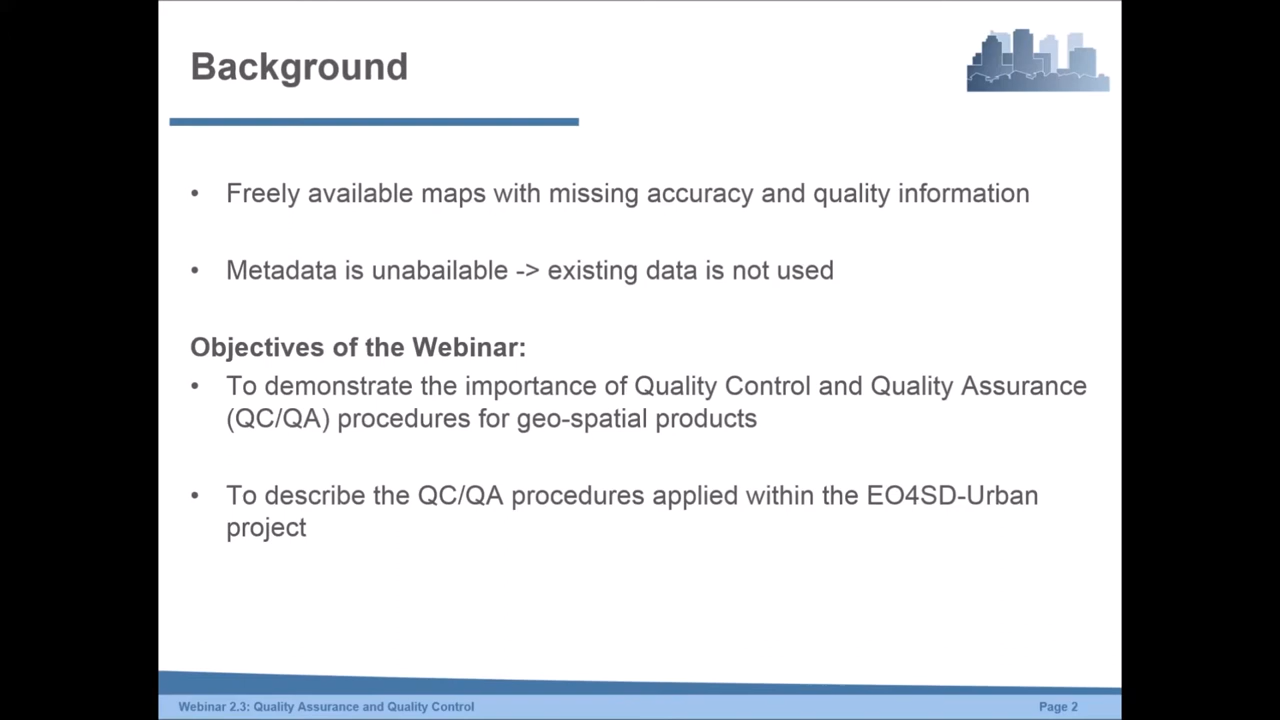 Background
• Freely available maps with missing accuracy and quality information
• Metadata is unabailable -> existing data is not used
Objectives of the Webinar:
• To demonstrate the importance of Quality Control and Quality Assurance
(QC/QA) procedures for geo-spatial products
• To describe the QC/QA procedures applied within the EO4SD-Urban
project
Webinar 2.3: Quality Assurance and Quality Control
Page 2